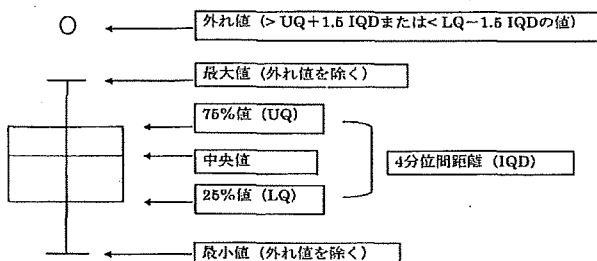 外れ値（> UQ＋1.5 IQDまたは< LQ－1.5 IQDの値）
最大値（外れ値を除く）
75%値（UQ）
中央値
4分位間距離（IQD）
25%値（LQ）
最小値（外れ値を除く）